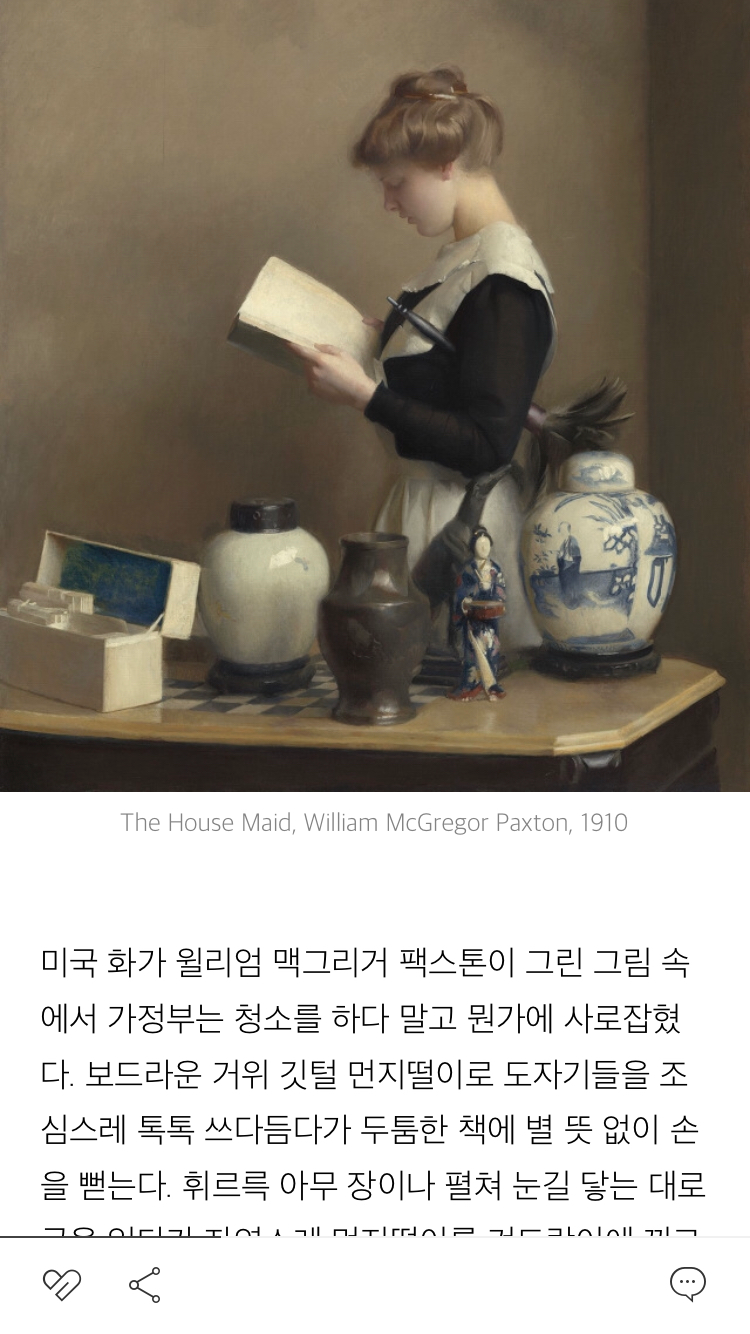 The House Maid, William McGregor Paxton, 1910
미국 화가 윌리엄 맥그리거 팩스톤이 그린 그림 속
에서 가정부는 청소를 하다 말고 뭔가에 사로잡혔
다. 보드라운 거위 깃털 먼지떨이로 도자기들을 조
심스레 톡톡 쓰다듬다가 두툼한 책에 별 뜻 없이 손
을 뻗는다. 휘르륵 아무 장이나 펼쳐 눈길 닿는 대로